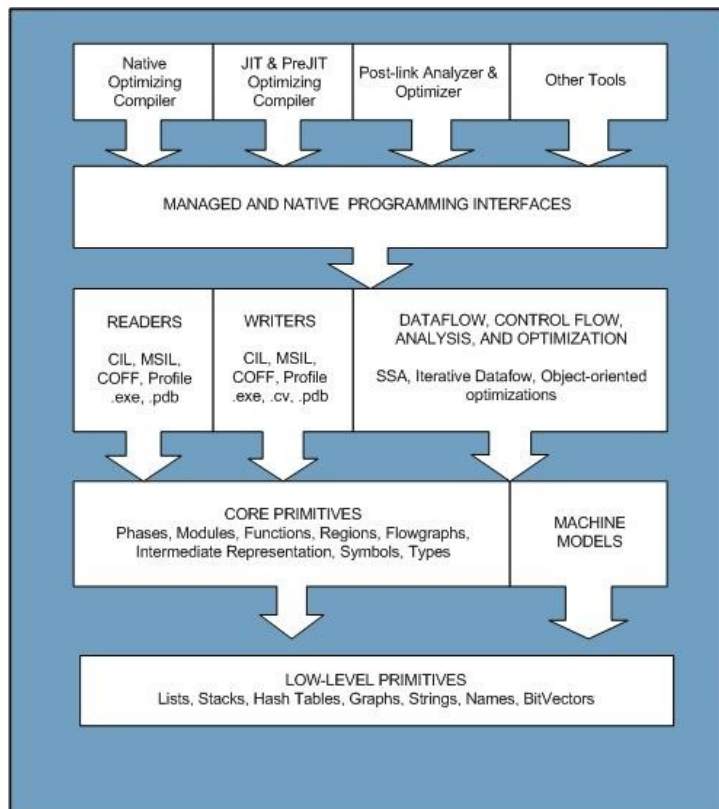 Native
Optimizing
Compiler
JIT & PreJIT
Optimizing
Compiler
Post-link Analyzer &
Optimizer
Other Tools
MANAGED AND NATIVE PROGRAMMING INTERFACES
READERS
CIL, MSIL,
COFF, Profile
.exe, .pdb
WRITERS
CIL, MSIL,
COFF, Profile
.exe, .cv, .pdb
DATAFLOW, CONTROL FLOW,
ANALYSIS, AND OPTIMIZATION
SSA, Iterative Datafow, Object-oriented
optimizations
CORE PRIMITIVES
Phases, Modules, Functions, Regions, Flowgraphs,
Intermediate Representation, Symbols, Types
MACHINE
MODELS
LOW-LEVEL PRIMITIVES
Lists, Stacks, Hash Tables, Graphs, Strings, Names, BitVectors